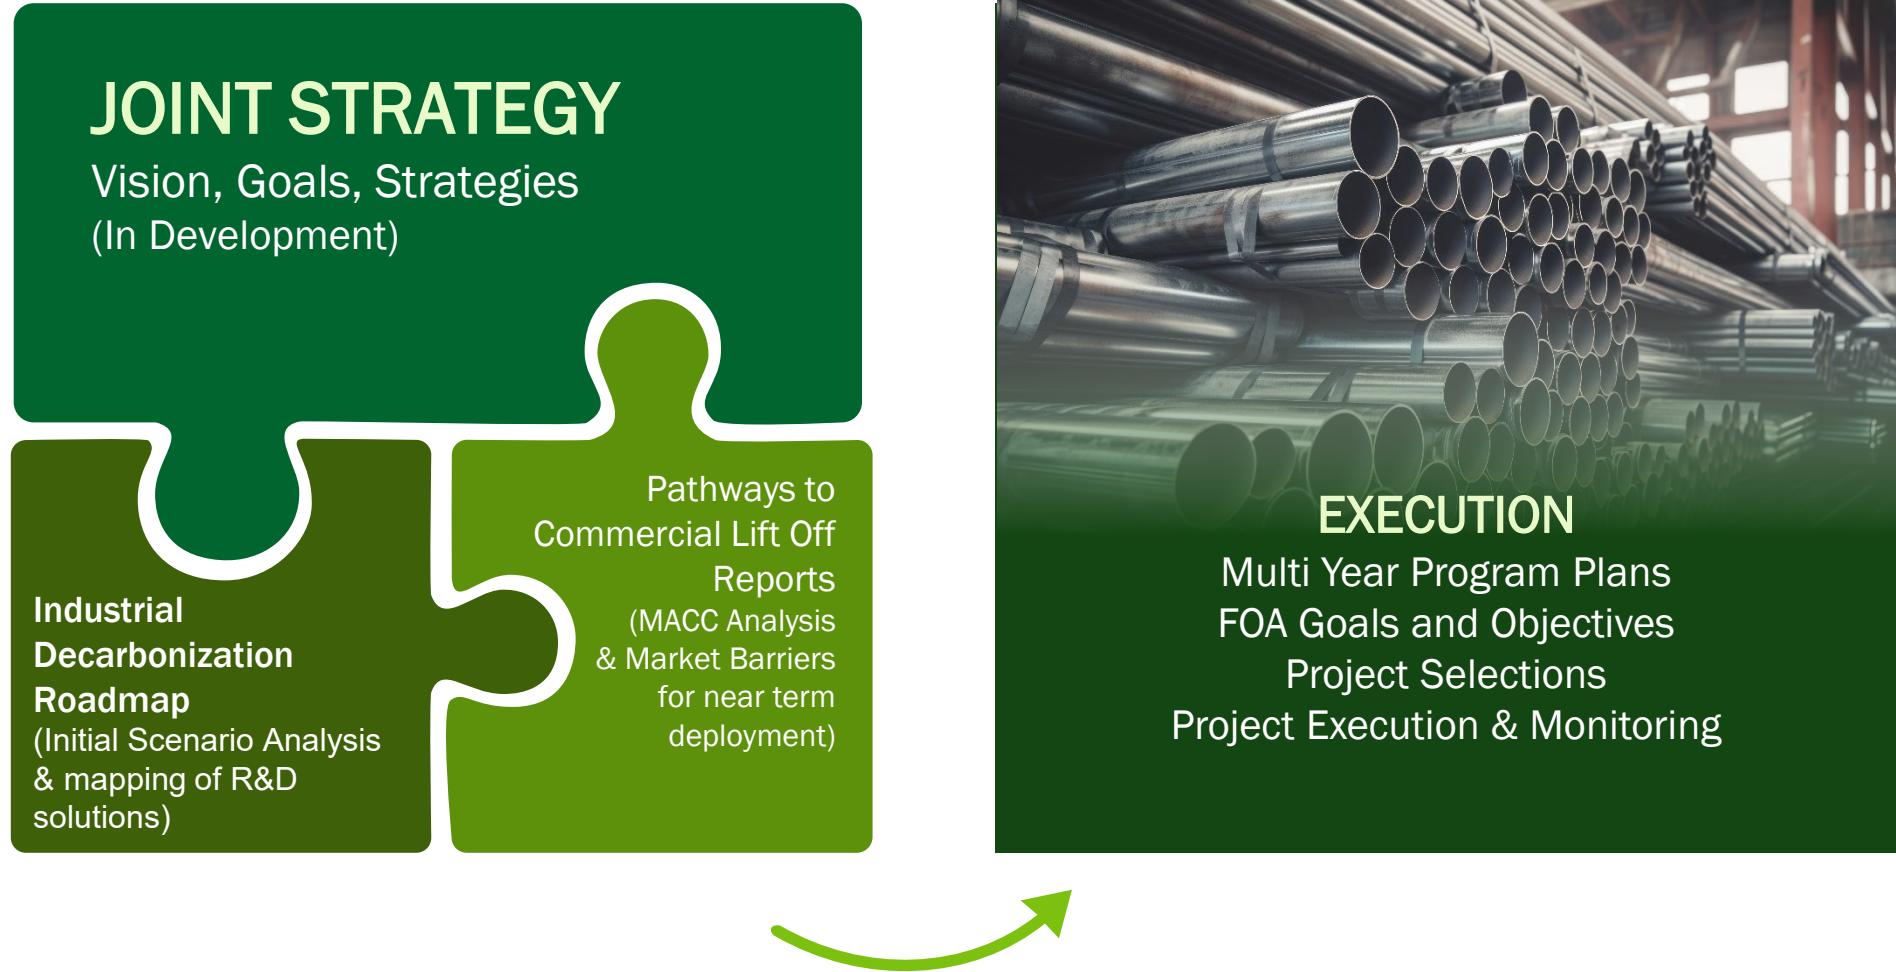 JOINT STRATEGY
Vision, Goals, Strategies
(In Development)
Industrial
Decarbonization
Roadmap
(Initial Scenario Analysis
& mapping of R&D
solutions)
Pathways to
Commercial Lift Off
Reports
(MACC Analysis
& Market Barriers
for near term
deployment)
EXECUTION
Multi Year Program Plans
FOA Goals and Objectives
Project Selections
Project Execution & Monitoring